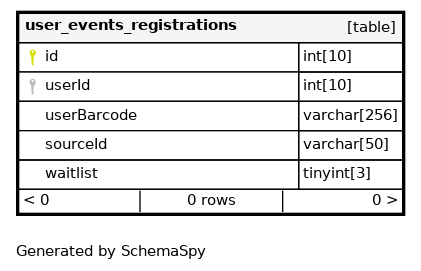 user_events_registrations [table]
id int[10]
userId int[10]
userBarcode varchar[256]
sourceId varchar[50]
waitlist tinyint[3]
< 0 0 rows 0 >
Generated by SchemaSpy